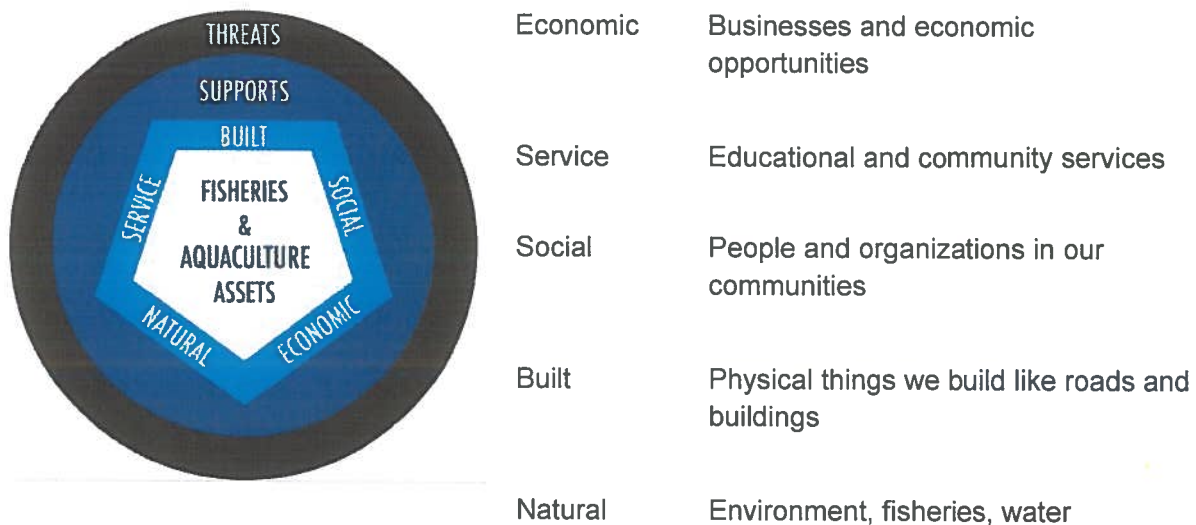 THREATS
SUPPORTS
BUILT
SERVICE
SOCIAL
FISHERIES
&
AQUACULTURE
ASSETS
NATURAL
ECONOMIC
Economic Businesses and economic
opportunities
Service Educational and community services
Social People and organizations in our
communities
Built Physical things we build like roads and
buildings
Natural Environment, fisheries, water